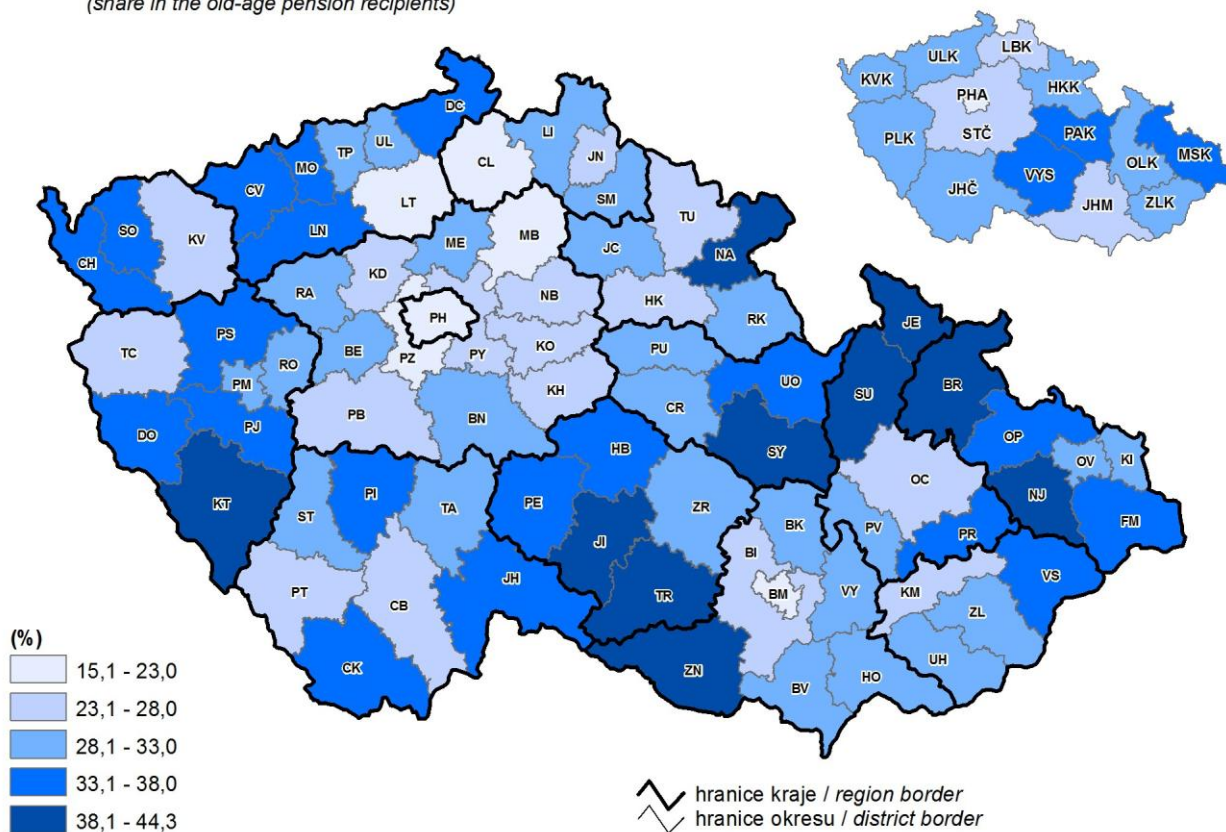 (share in the old-age pension recipients)
LBK
ULK
KVK
HKK
PHA
STČ
PLK
PAK
MSK
OLK
VYS
JHČ
JHM
ZLK
DC
LI
UL
TP
JN
MO
CL
CV
LT
SM
TU
SO
KV
LN
MB
ME
JC
NA
CH
KD
RA
NB
HK
PH
RK
JE
PS
KO
TC
BE
PZ
PY
PU
RO
PM
UO
BR
SU
KH
PB
BN
CR
PJ
DO
OP
HB
SY
OV
KI
OC
NJ
KT
PI
PE
TA
ST
ZR
BK
PV
FM
PR
JI
BI
JH
VS
PT
TR
BM
VY
KM
CB
ZL
UH
CK
ZN
HO
BV
(%)
15,1 - 23,0
23,1 - 28,0
28,1 - 33,0
33,1 - 38,0
38,1 - 44,3
hranice kraje / region border
hranice okresu / district border